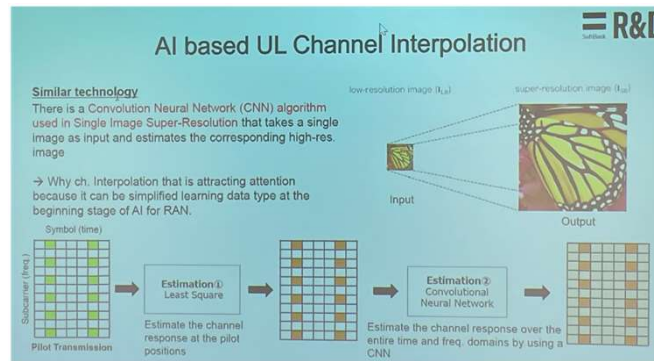 SoftBank
R&D
AI based UL Channel Interpolation
Similar technology
There is a Convolution Neural Network (CNN) algorithm
used in Single Image Super-Resolution that takes a single
image as input and estimates the corresponding high-res.
image
→ Why ch. Interpolation that is attracting attention
because it can be simplified learning data type at the
beginning stage of AI for RAN.
low-resolution image (I_LR)
super-resolution image (I_SR)
Input
Output
Symbol (time)
Subcarrier (freq.)
Pilot Transmission
Estimation①
Least Square
Estimate the channel
response at the pilot
positions
Estimation②
Convolutional
Neural Network
Estimate the channel response over the
entire time and freq. domains by using a
CNN